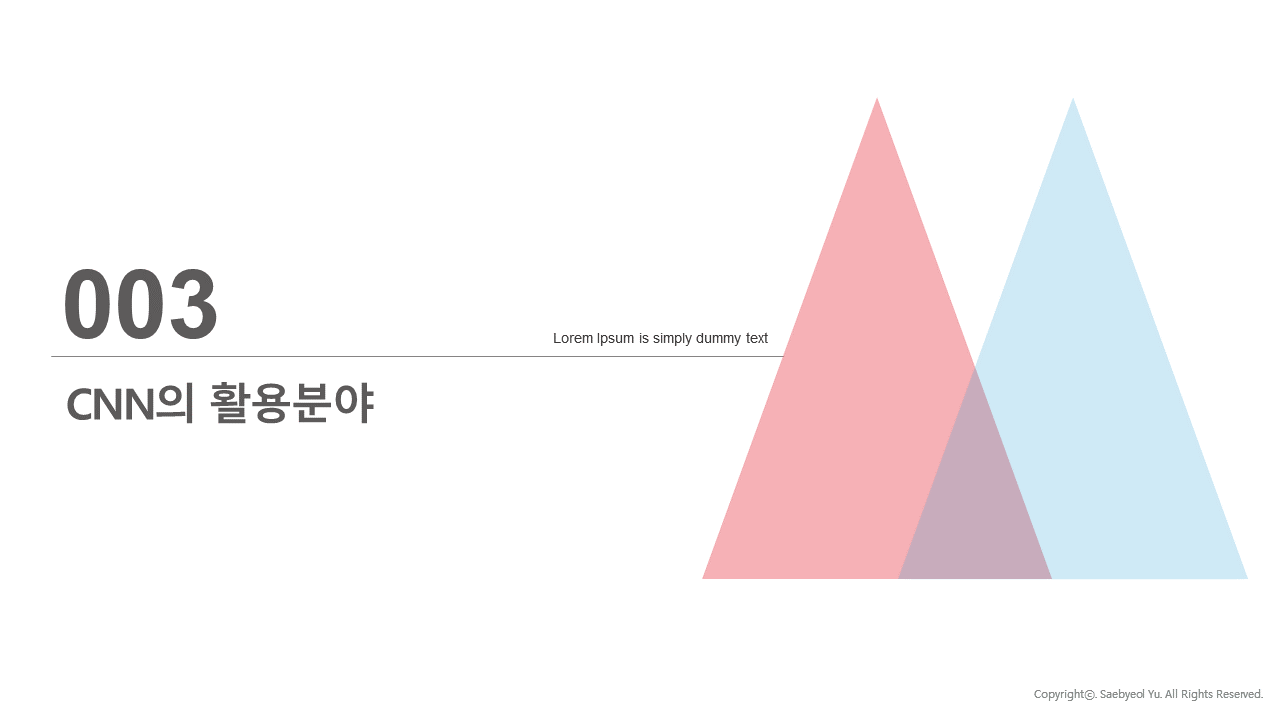 003
Lorem Ipsum is simply dummy text
CNN의 활용분야
Copyrightⓒ. Saebyeol Yu. All Rights Reserved.